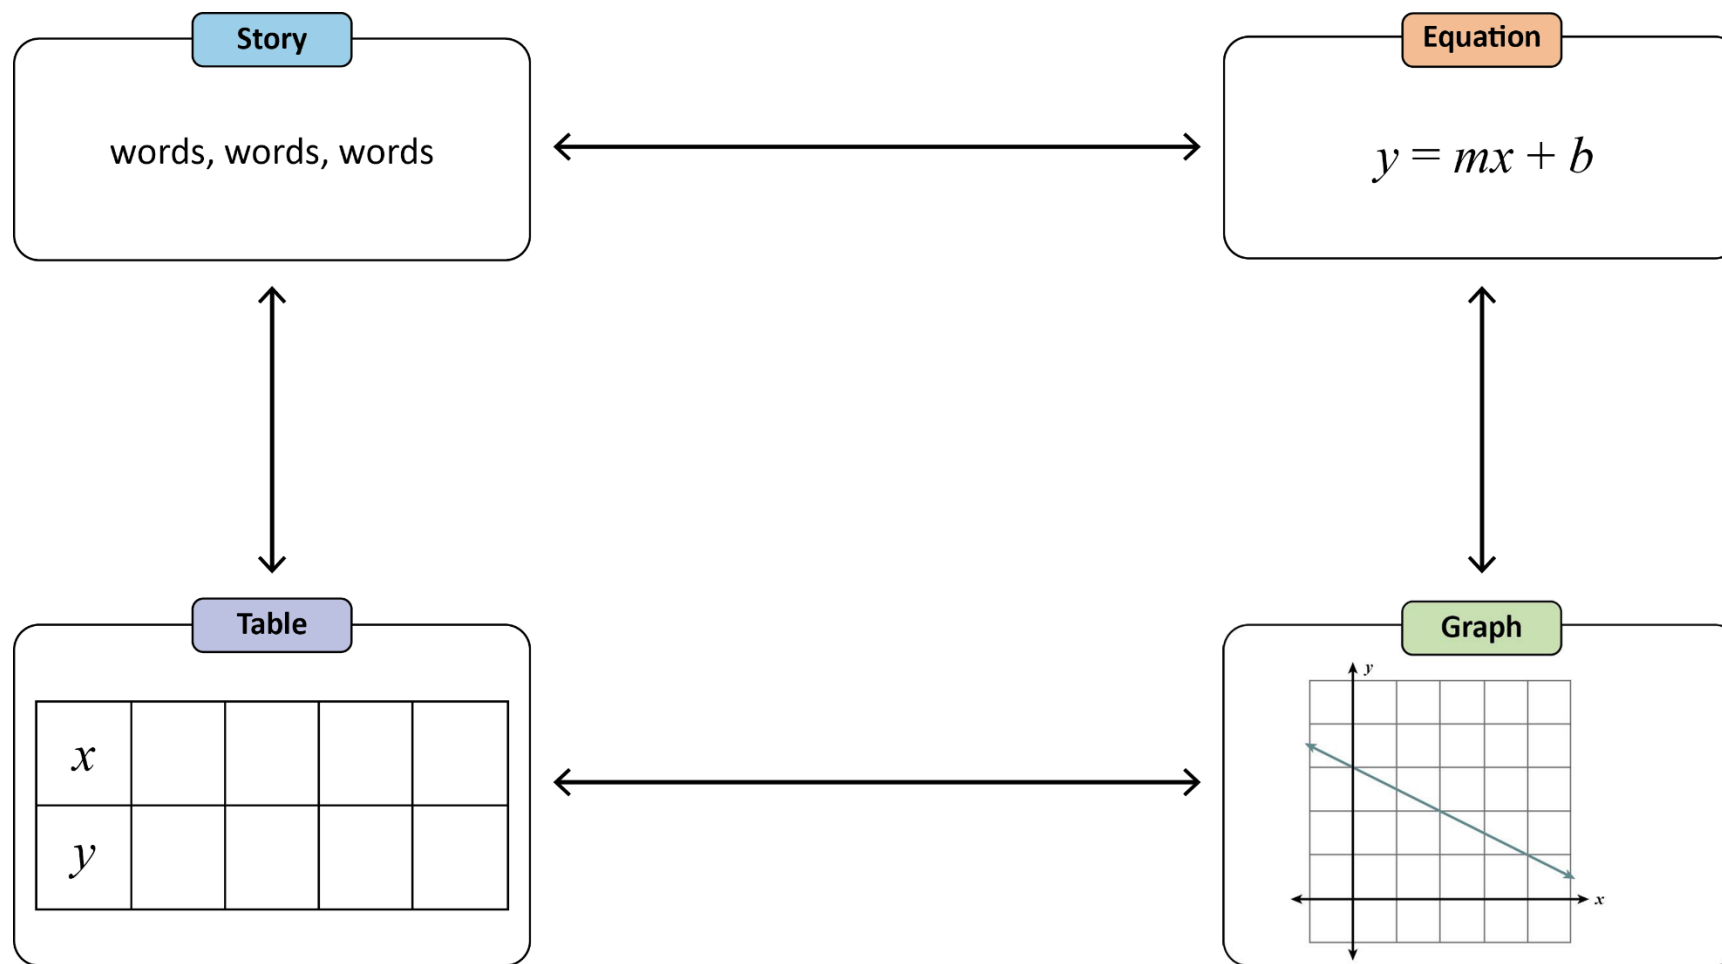 Story
words, words, words
Equation
y = mx + b
Table
x
y
Graph
y
x